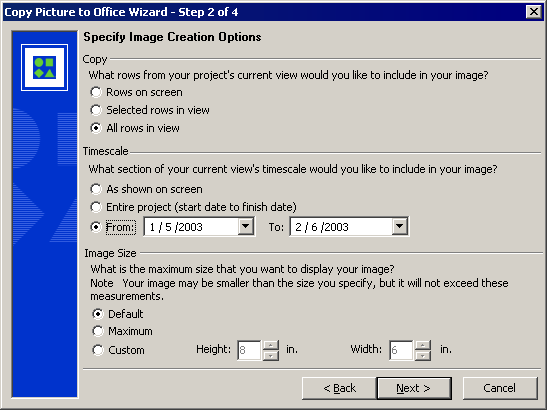 Copy Picture to Office Wizard - Step 2 of 4
Specify Image Creation Options
Copy
What rows from your project's current view would you like to include in your image?
Rows on screen
Selected rows in view
All rows in view
Timescale
What section of your current view's timescale would you like to include in your image?
As shown on screen
Entire project (start date to finish date)
From: 1 / 5 /2003 To: 2 / 6 /2003
Image Size
What is the maximum size that you want to display your image?
Note Your image may be smaller than the size you specify, but it will not exceed these
measurements.
Default
Maximum
Custom Height: 8 in. Width: 6 in.
< Back Next > Cancel